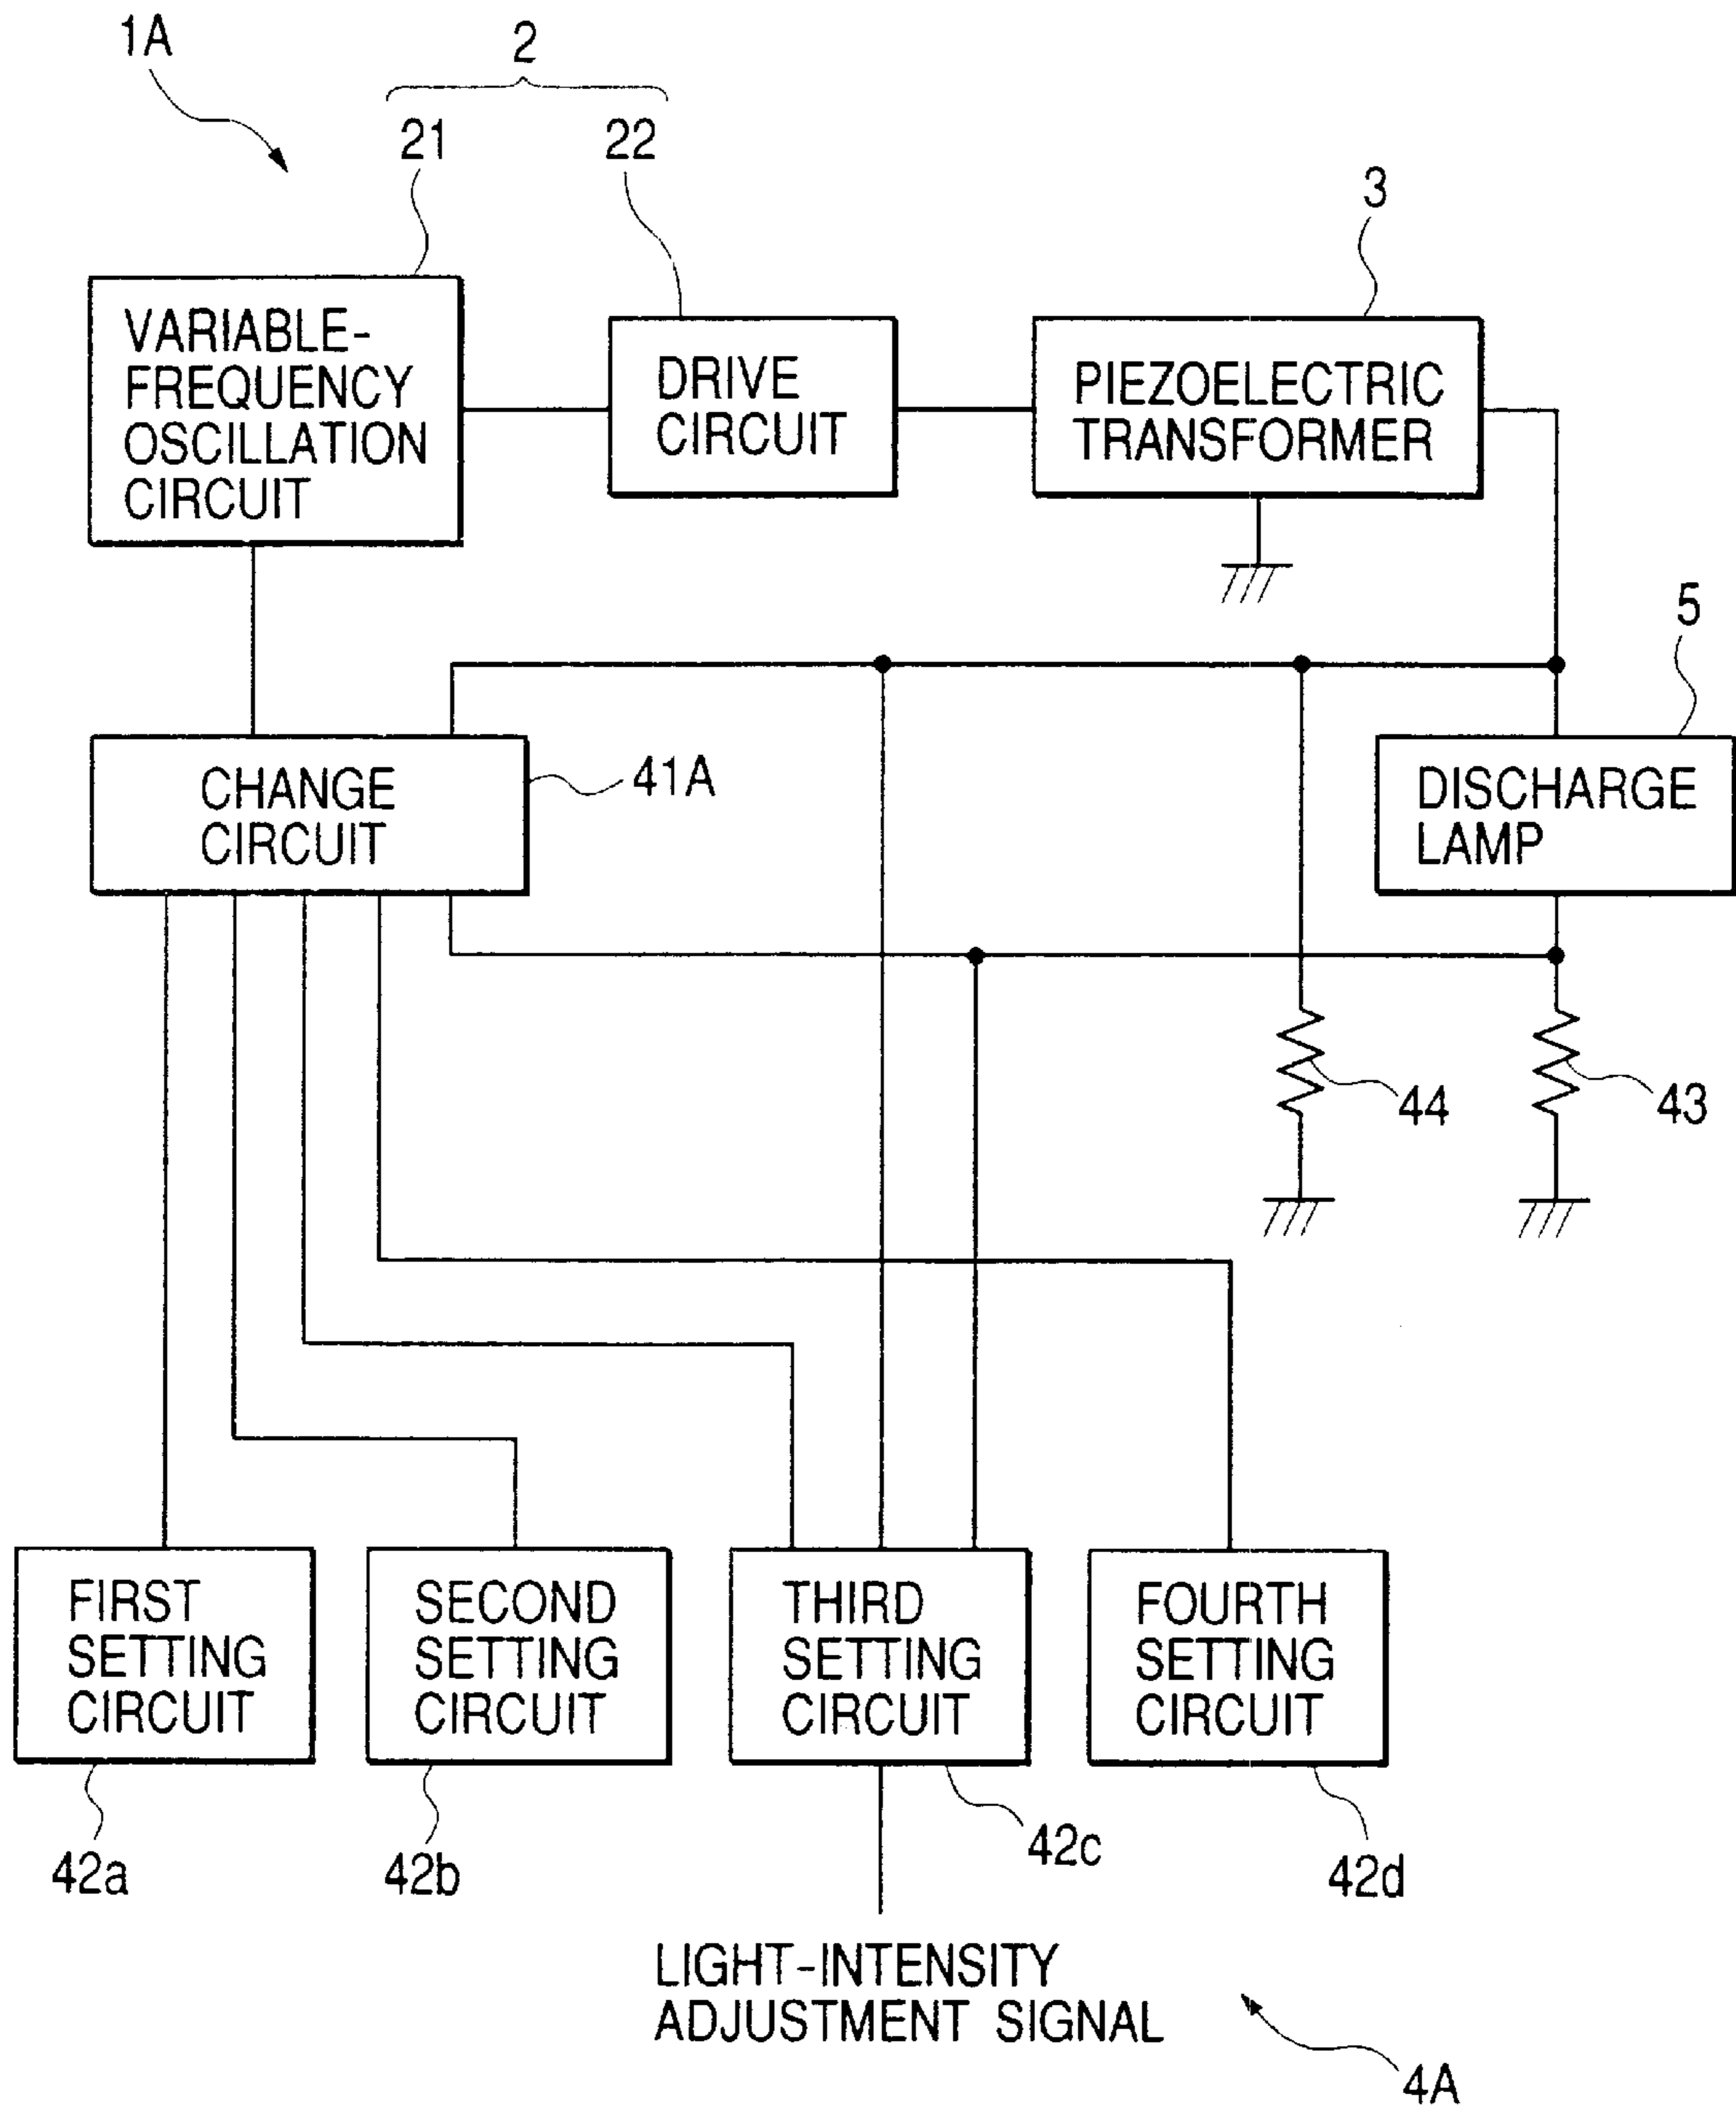 1A
2
21
22
3
VARIABLE-
FREQUENCY
OSCILLATION
CIRCUIT
DRIVE
CIRCUIT
PIEZOELECTRIC
TRANSFORMER
5
CHANGE
CIRCUIT
41A
DISCHARGE
LAMP
44
43
FIRST
SETTING
CIRCUIT
SECOND
SETTING
CIRCUIT
THIRD
SETTING
CIRCUIT
FOURTH
SETTING
CIRCUIT
42a
42b
42c
42d
LIGHT-INTENSITY
ADJUSTMENT SIGNAL
4A